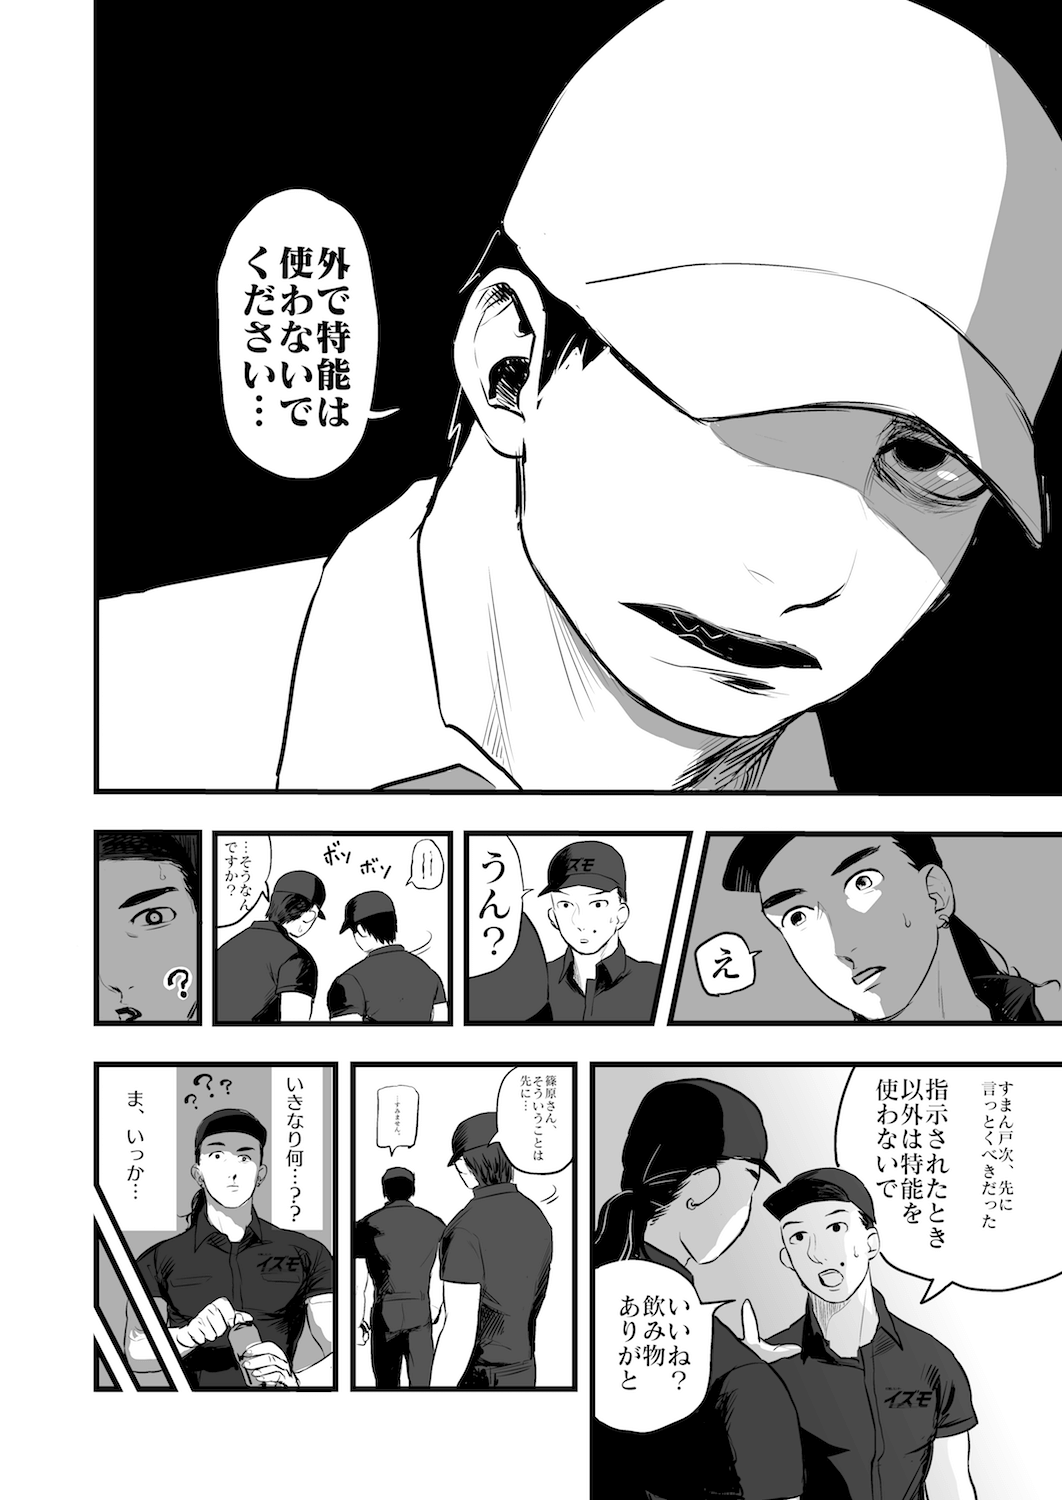 外で特能は
使わないで
ください…
え
イズモ
うん？
ボソ
ボソ
…そうなん
ですか？
？
すまん戸次、先に
言っとくべきだった
指示されたとき
以外は特能を
使わないで
いいね？
飲み物
ありがと
イズモ
篠原さん、
そういうことは
先に…
…すみません。
いきなり何…？？
？？？
ま、いっか…
イズモ